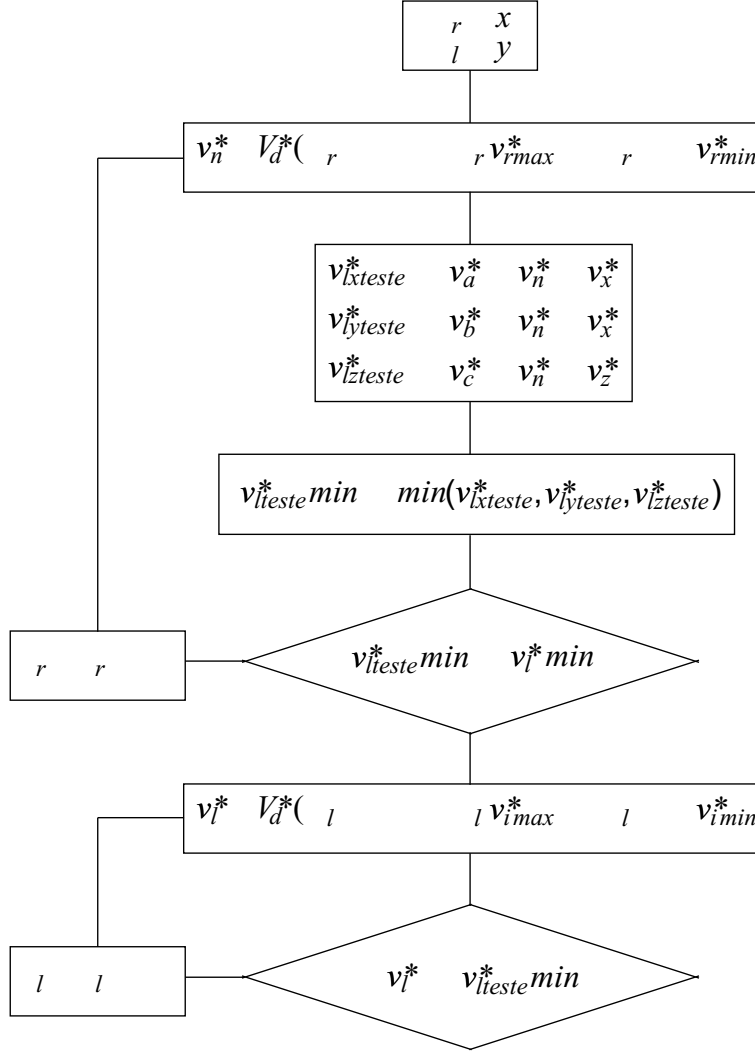 r x
l y
v*n V*d( r r v*rmax r v*rmin
v*lxteste v*a v*n v*x
v*lyteste v*b v*n v*x
v*lzteste v*c v*n v*z
v*lteste min min(v*lxteste, v*lyteste, v*lzteste)
v*lteste min v*l min
r r
v*l V*d( l l v*imax l v*imin
v*l v*lteste min
l l